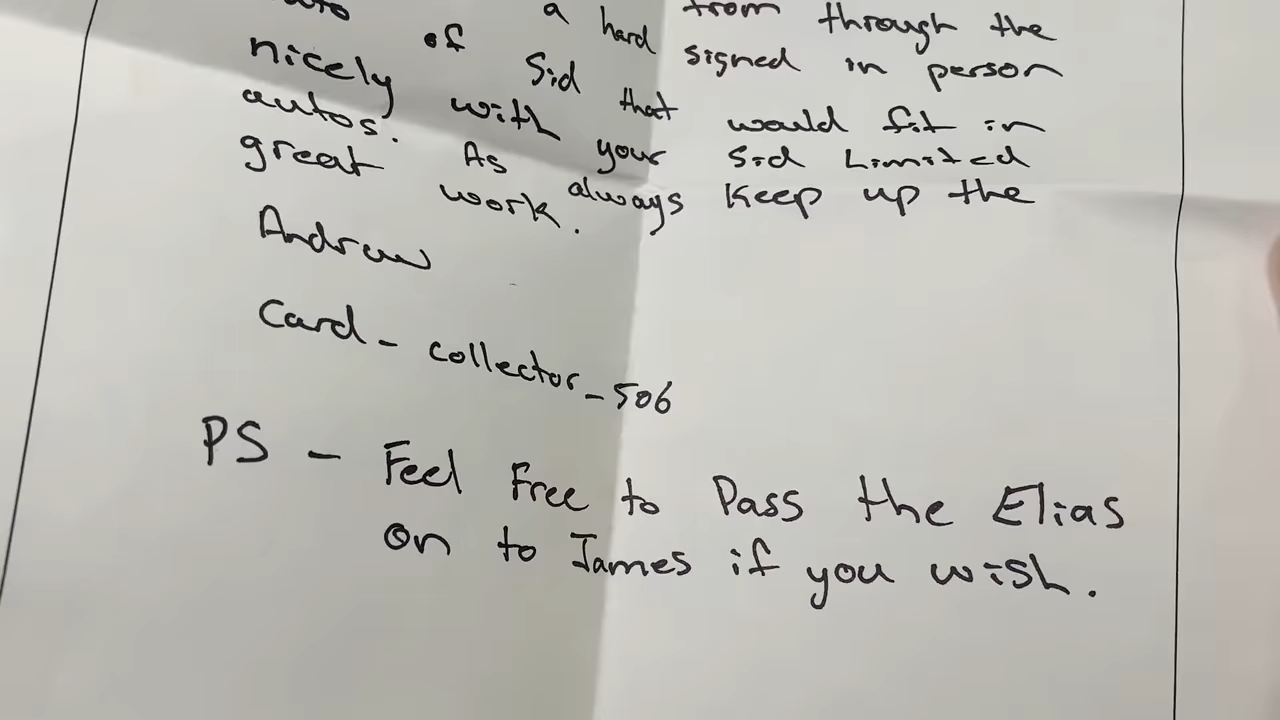 a hard from through the
of Sid signed in person
nicely with that would fit in
autos. As your Sid Limited
great work. always keep up the
Andrew
Card_collector_506
PS - Feel Free to Pass the Elias
on to James if you wish.